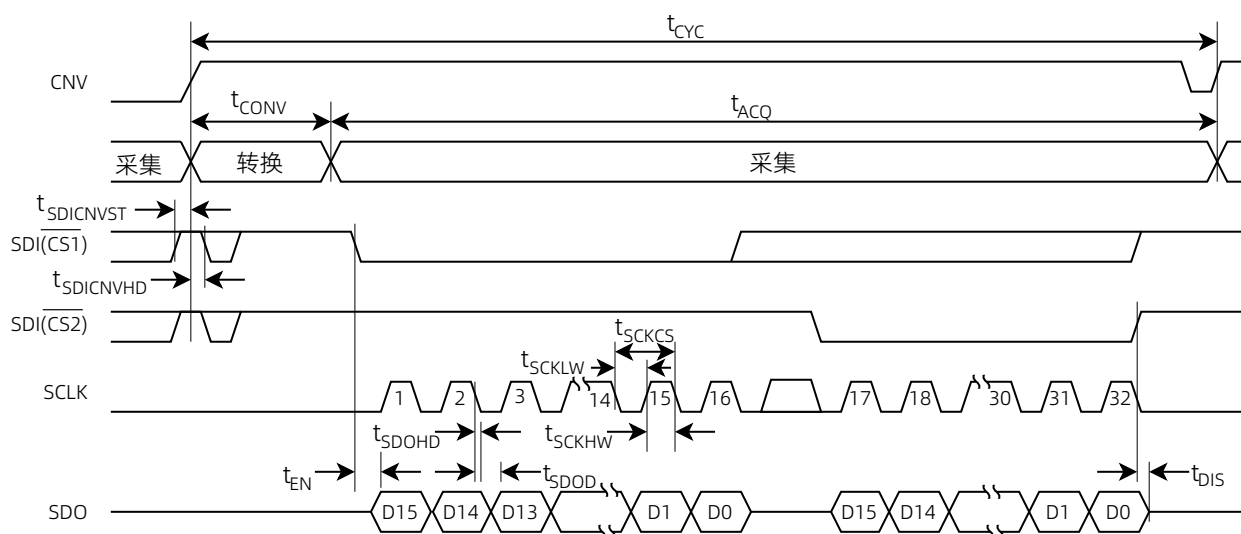 tCYC
CNV
tCONV
tACQ
采集 转换 采集
tSDICNVST
SDI(CS1)
tSDICNVHD
SDI(CS2)
tSCKCS
tSCKLW
SCLK
1 2 3 14 15 16 17 18 30 31 32
tSDOHD
tSCKHW
tEN
tSDOD
tDIS
SDO
D15 D14 D13 D1 D0 D15 D14 D1 D0